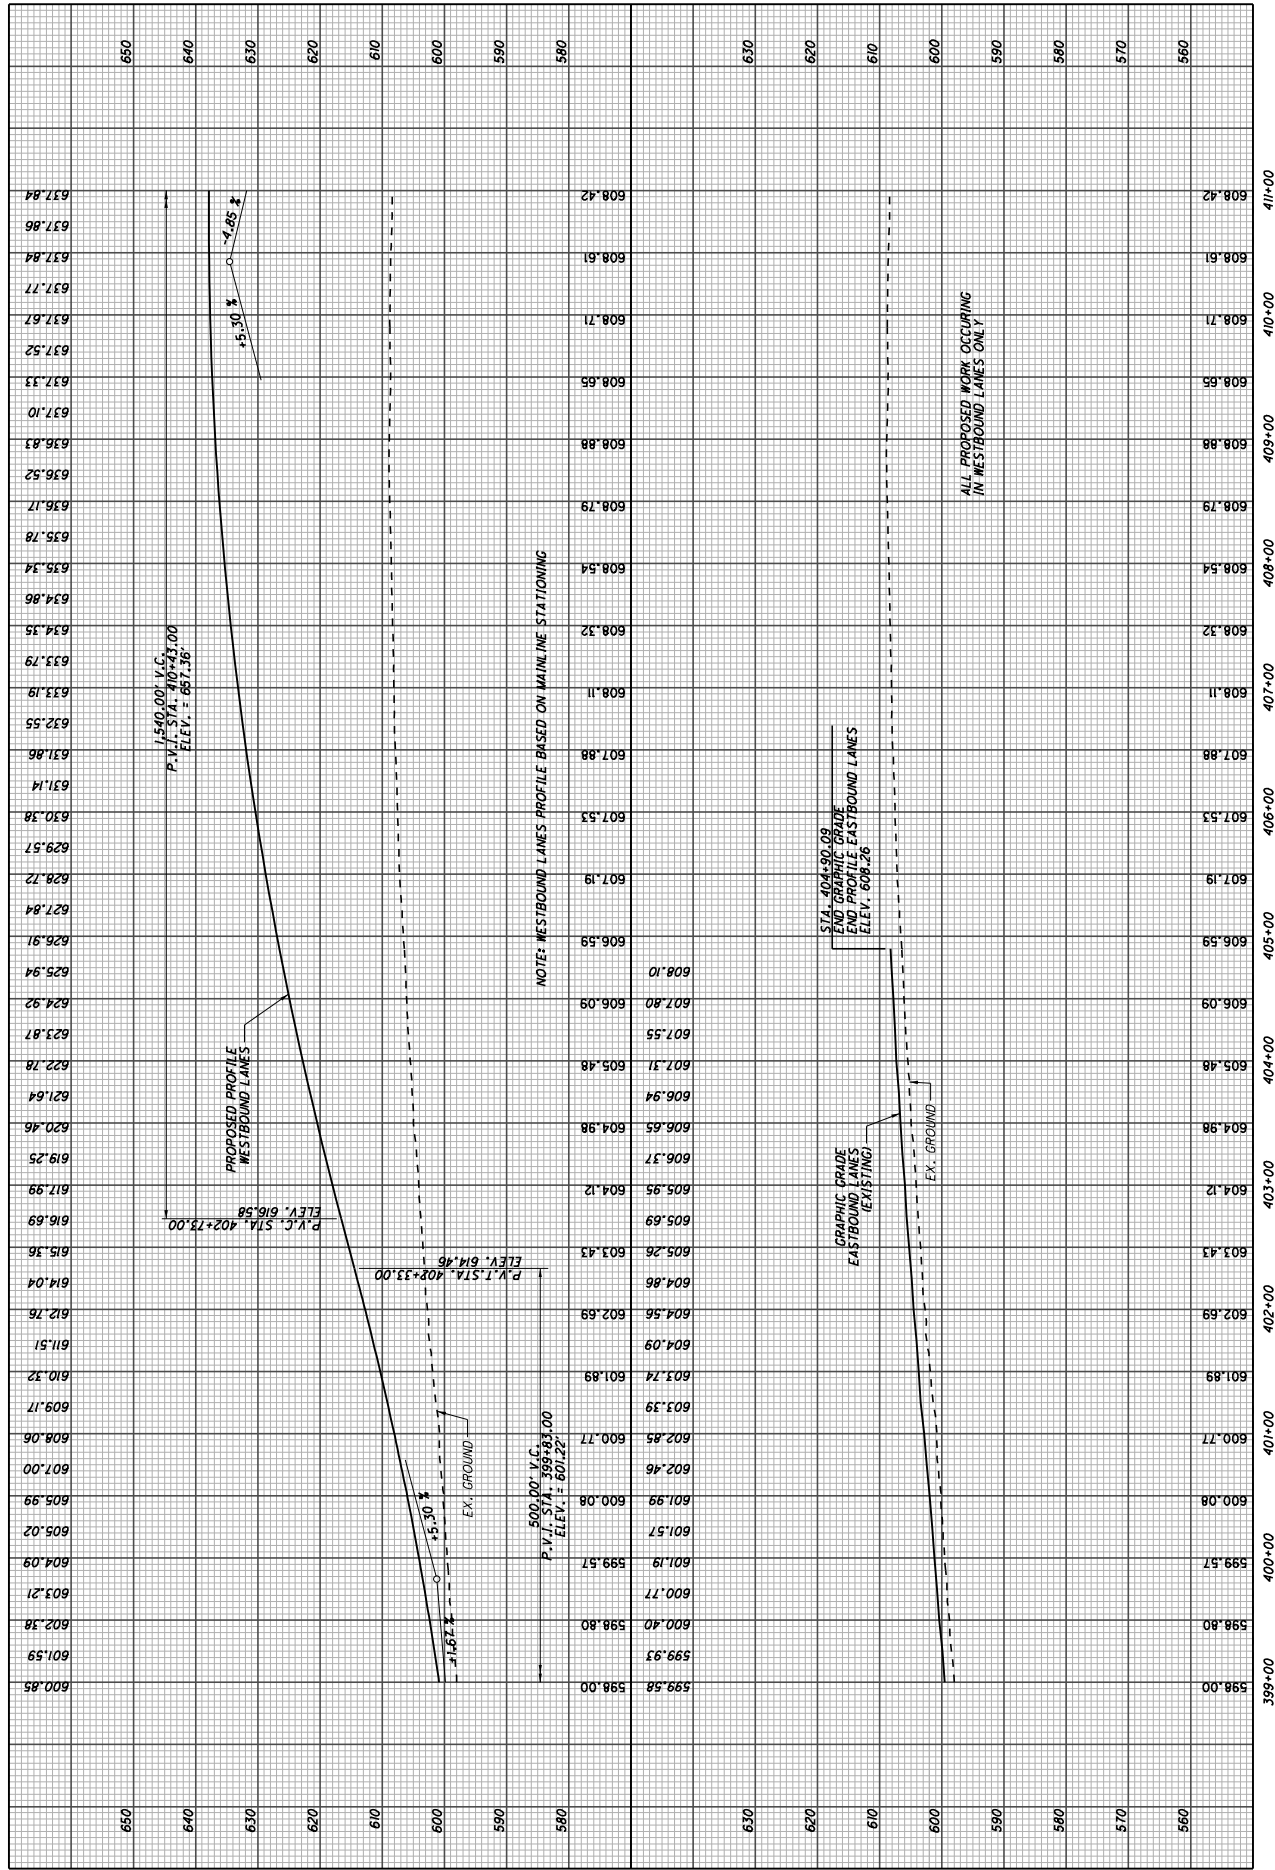 600.85 601.59 602.38 603.21 604.09 605.02 605.99 607.00 608.06 609.17 610.32 611.51 612.76 614.04 615.36 616.69 617.99 619.25 620.46 621.64 622.78 623.87 624.92 625.94 626.91 627.84 628.72 629.57 630.38 631.14 631.86 632.55 633.19 633.79 634.35 634.86 635.34 635.78 636.17 636.52 636.83 637.10 637.33 637.52 637.67 637.77 637.84 637.86 637.84
650 650
640 640
630 630
620 620
610 610
600 600
590 590
580 580
1,540.00' V.C.
P.V.I. STA. 410+43.00
ELEV. = 657.36'
+5.30 %
-4.85 %
PROPOSED PROFILE
WESTBOUND LANES
P.V.C. STA. 402+73.00
ELEV. 616.58
P.V.T. STA. 402+33.00
ELEV. 614.46
+1.67 %
+5.30 %
EX. GROUND
500.00' V.C.
P.V.I. STA. 399+83.00
ELEV. = 601.22'
NOTE: WESTBOUND LANES PROFILE BASED ON MAINLINE STATIONING
598.00 598.80 599.57 600.08 600.77 601.89 602.69 603.43 604.12 604.98 605.48 606.09 606.59 607.19 607.53 607.88 608.11 608.32 608.54 608.79 608.88 608.65 608.71 608.61 608.42
599.58 599.93 600.40 600.77 601.19 601.57 601.99 602.46 602.85 603.39 603.74 604.09 604.56 604.86 605.26 605.69 605.95 606.37 606.65 606.94 607.31 607.55 607.80 608.10
630 630
620 620
610 610
600 600
590 590
580 580
570 570
560 560
STA. 404+90.09
END GRAPHIC GRADE
END PROFILE EASTBOUND LANES
ELEV. 608.26
GRAPHIC GRADE
EASTBOUND LANES
(EXISTING)
EX. GROUND
ALL PROPOSED WORK OCCURING
IN WESTBOUND LANES ONLY
598.00 598.80 599.57 600.08 600.77 601.89 602.69 603.43 604.12 604.98 605.48 606.09 606.59 607.19 607.53 607.88 608.11 608.32 608.54 608.79 608.88 608.65 608.71 608.61 608.42
399+00 400+00 401+00 402+00 403+00 404+00 405+00 406+00 407+00 408+00 409+00 410+00 411+00